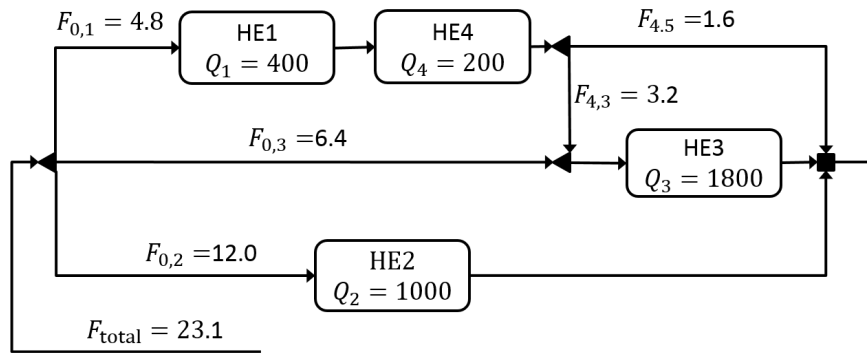 F₀,₁ = 4.8
HE1
Q₁ = 400
HE4
Q₄ = 200
F₄.₅ = 1.6
F₄,₃ = 3.2
F₀,₃ =6.4
HE3
Q₃ = 1800
F₀,₂ =12.0
HE2
Q₂ = 1000
Fₜₒₜₐₗ = 23.1